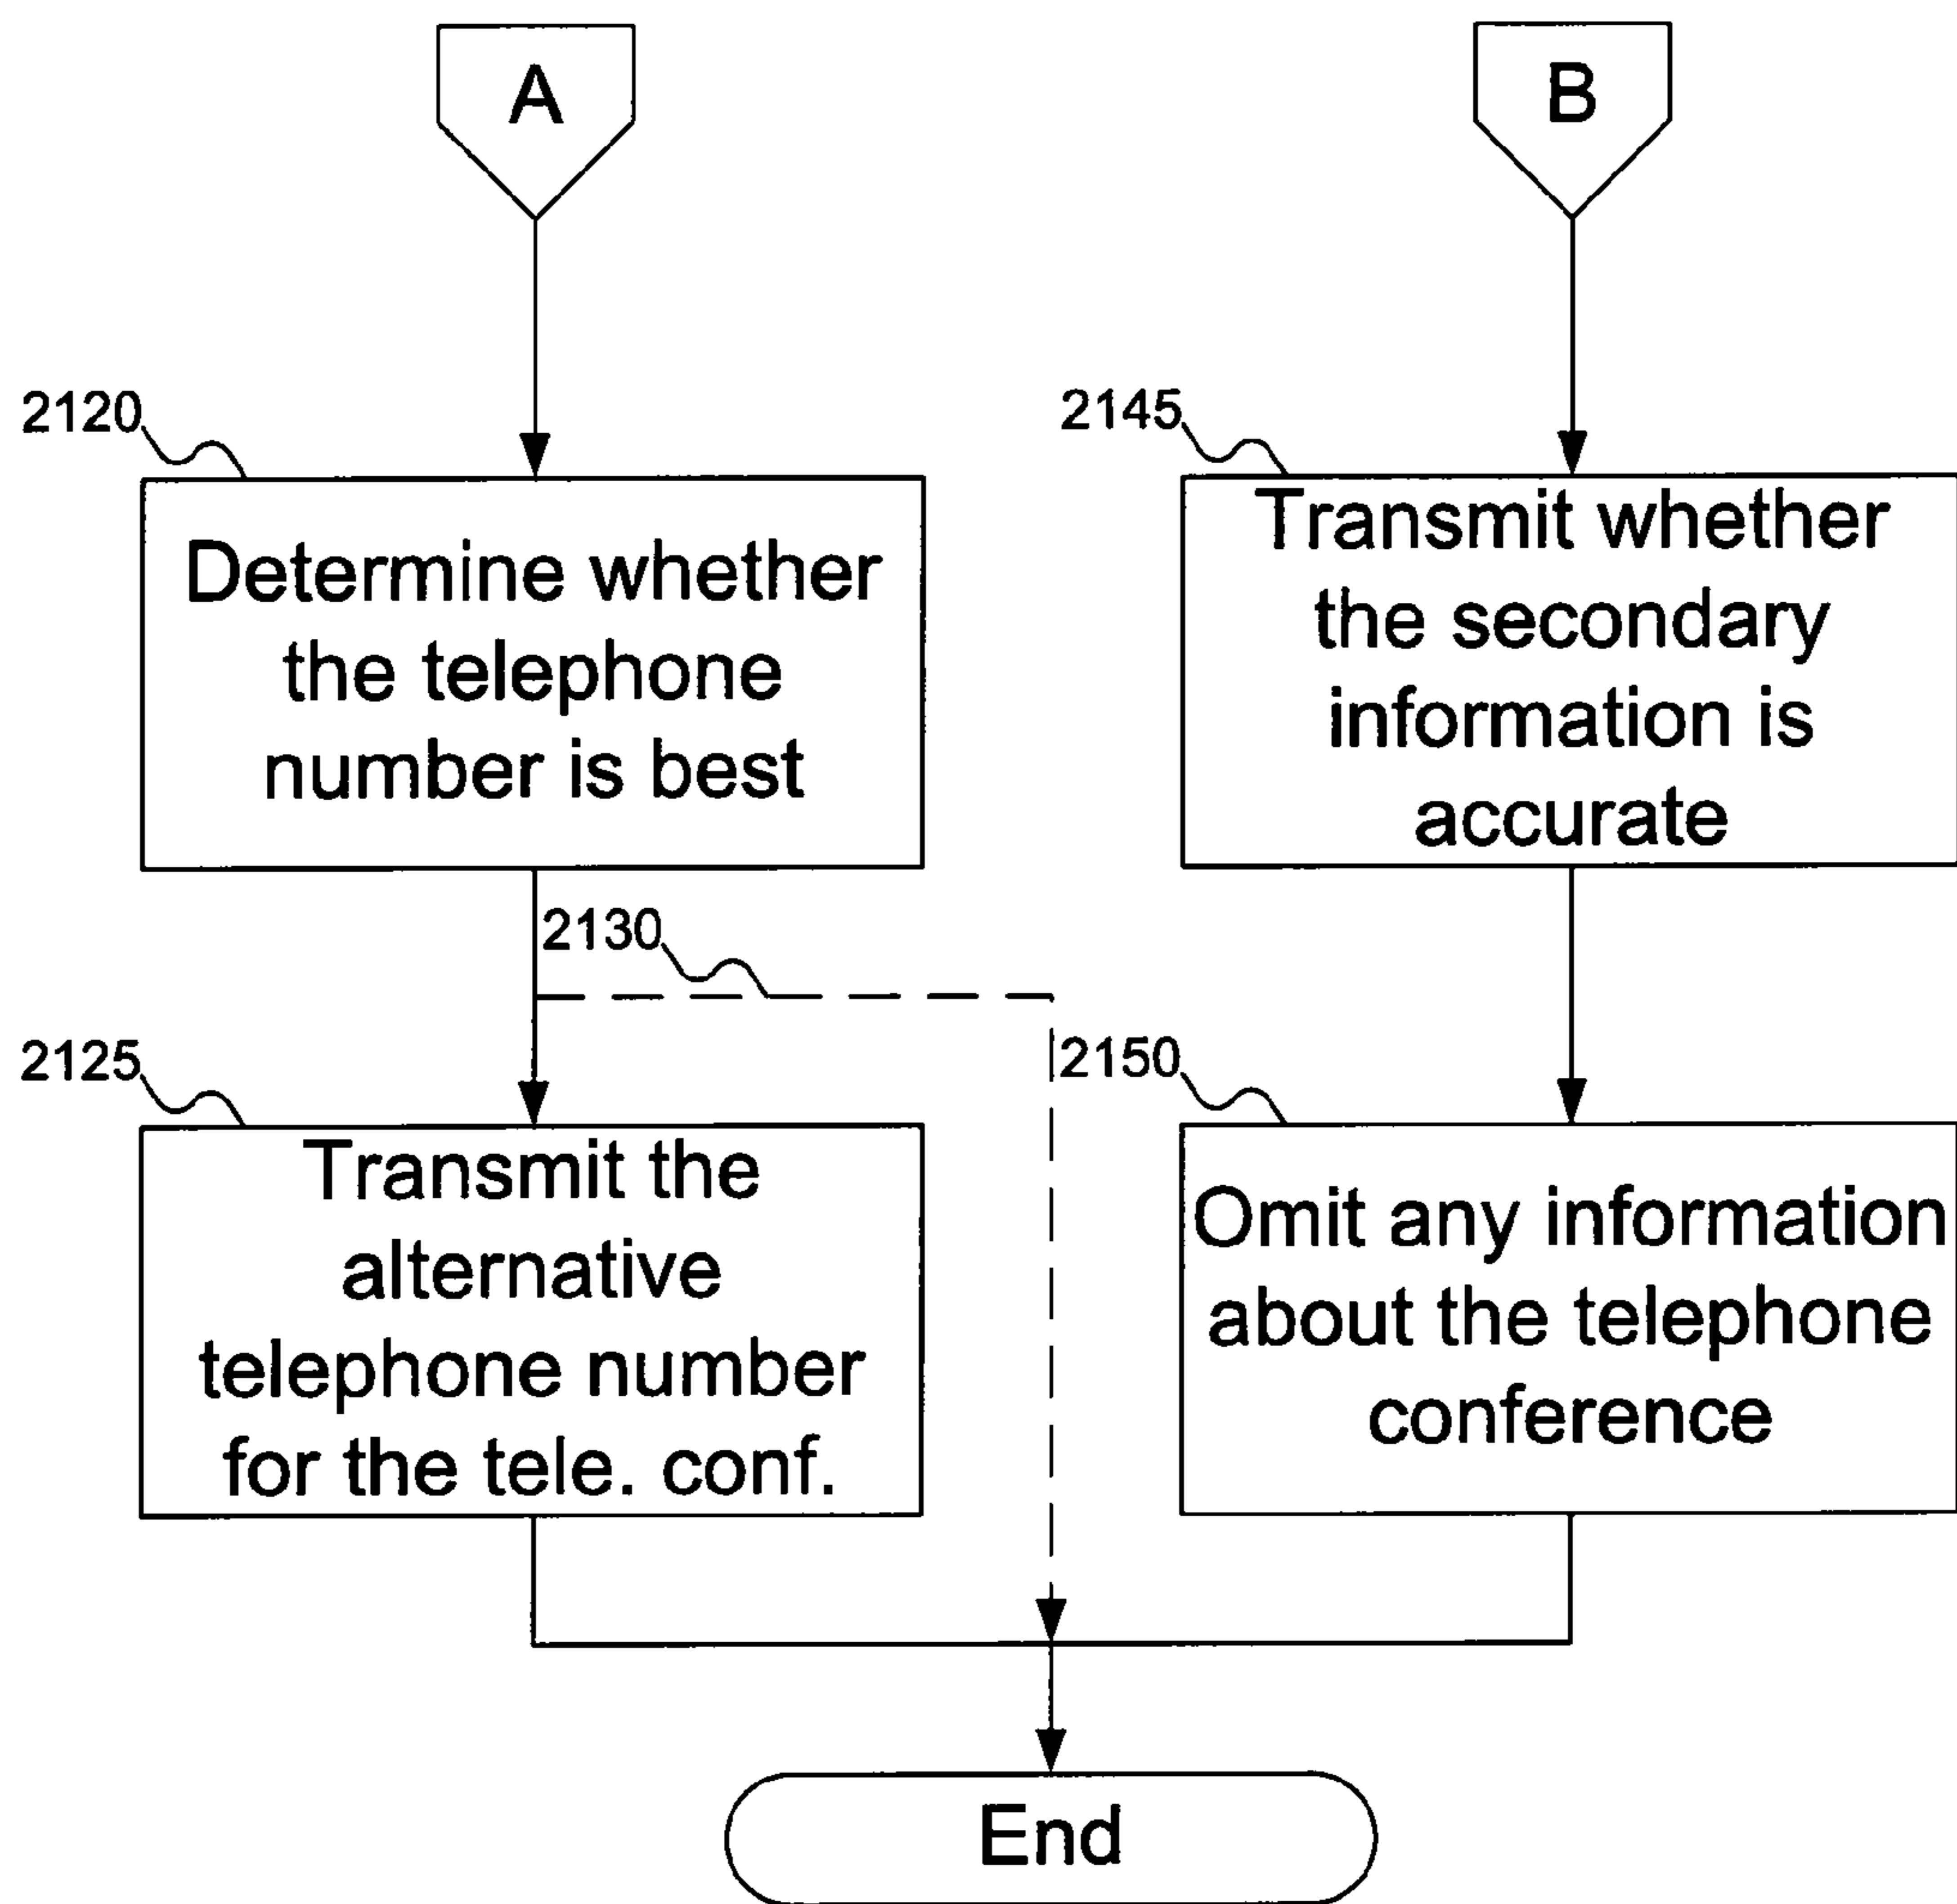 A
B
2120
Determine whether
the telephone
number is best
2145
Transmit whether
the secondary
information is
accurate
2130
2125
Transmit the
alternative
telephone number
for the tele. conf.
2150
Omit any information
about the telephone
conference
End